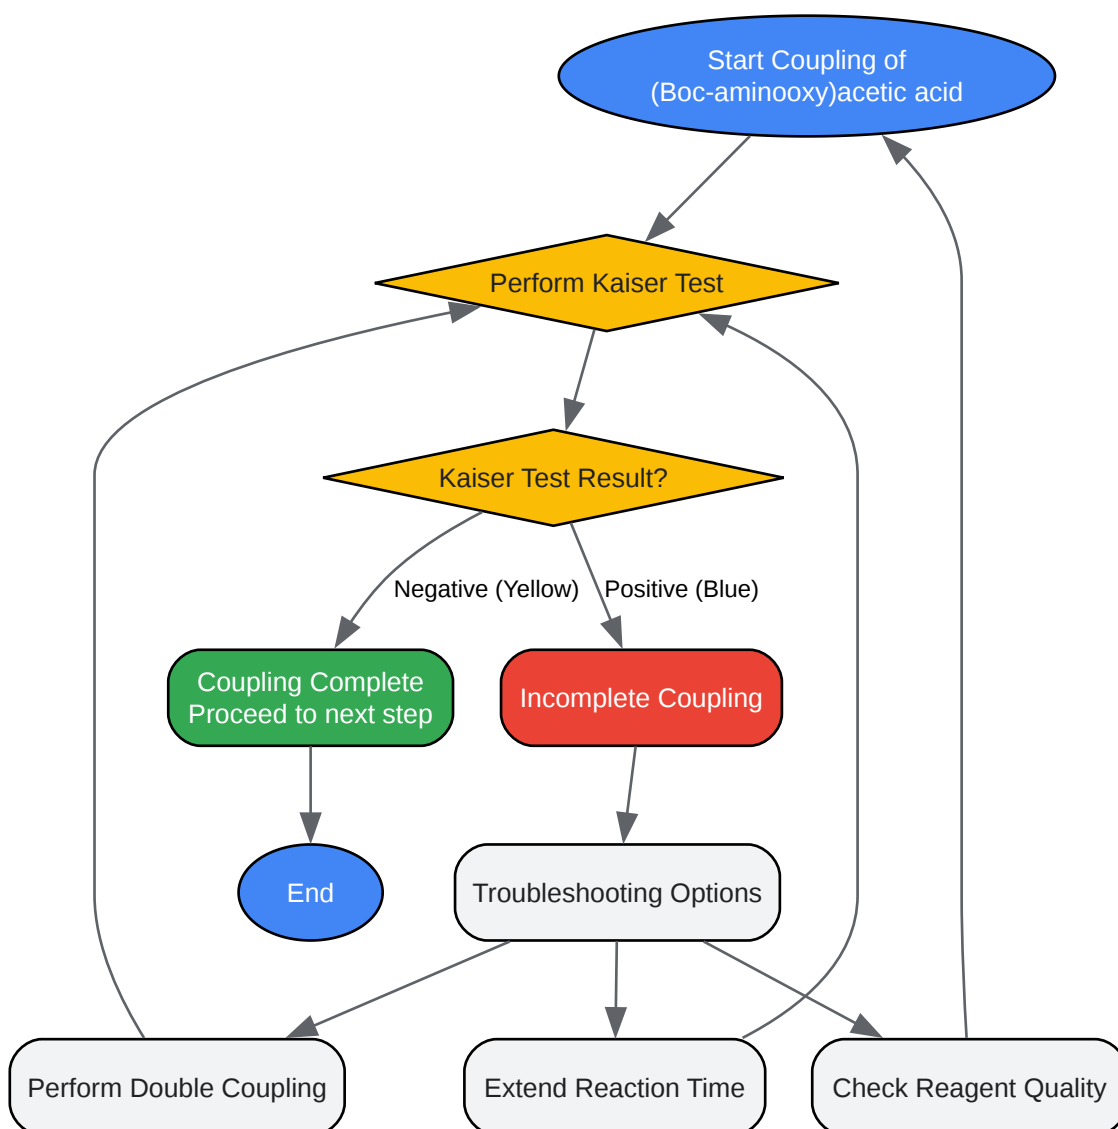 Start Coupling of
(Boc-aminooxy)acetic acid
Perform Kaiser Test
Kaiser Test Result?
Negative (Yellow)
Positive (Blue)
Coupling Complete
Proceed to next step
Incomplete Coupling
End
Troubleshooting Options
Perform Double Coupling
Extend Reaction Time
Check Reagent Quality